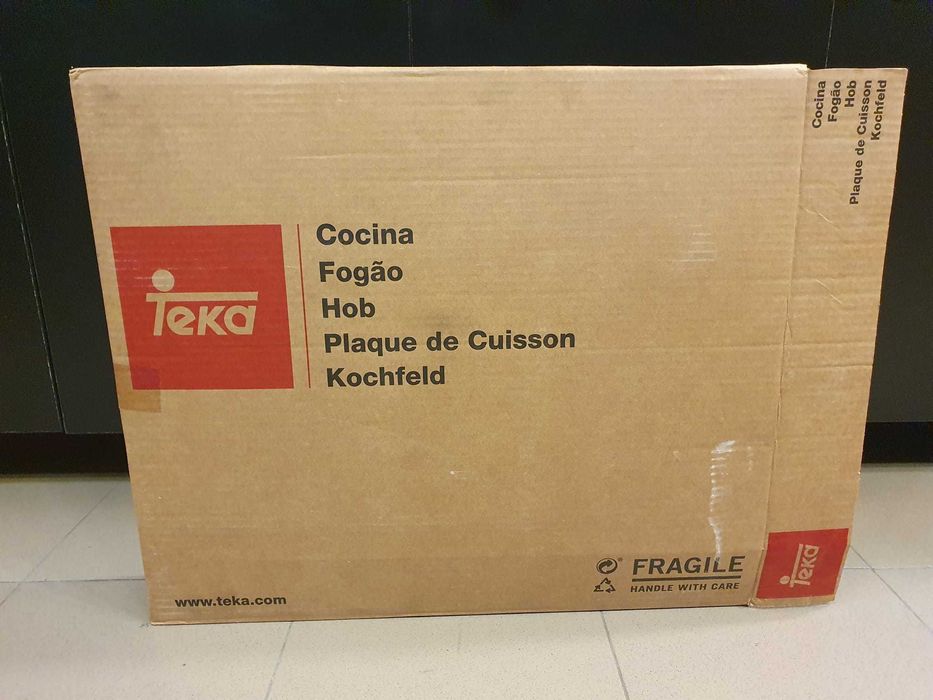 Teka
Cocina
Fogão
Hob
Plaque de Cuisson
Kochfeld
www.teka.com
FRAGILE
HANDLE WITH CARE
Cocina
Fogão
Hob
Plaque de Cuisson
Kochfeld
Teka